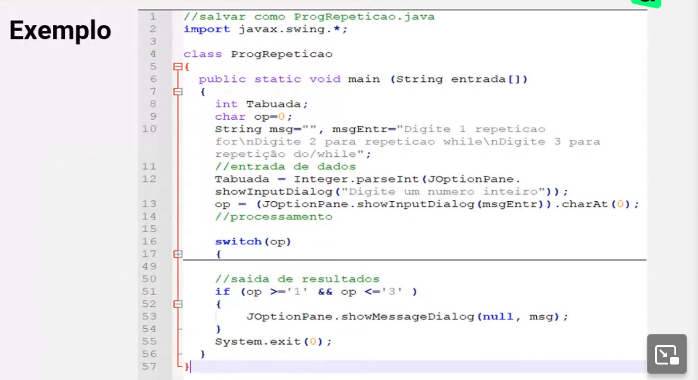 Exemplo
1 //salvar como ProgRepeticao.java
2 import javax.swing.*;
3
4 class ProgRepeticao
5 {
6 public static void main (String entrada[])
7 {
8 int Tabuada;
9 char op=0;
10 String msg="", msgEntr="Digite 1 repeticao
for\nDigite 2 para repeticao while\nDigite 3 para
repetição do/while";
11 //entrada de dados
12 Tabuada = Integer.parseInt(JOptionPane.
showInputDialog("Digite um numero inteiro"));
13 op = (JOptionPane.showInputDialog(msgEntr)).charAt(0);
14 //processamento
15
16 switch(op)
17 {
49
50 //saida de resultados
51 if (op >='1' && op <='3' )
52 {
53 JOptionPane.showMessageDialog(null, msg);
54 }
55 System.exit(0);
56 }
57 }